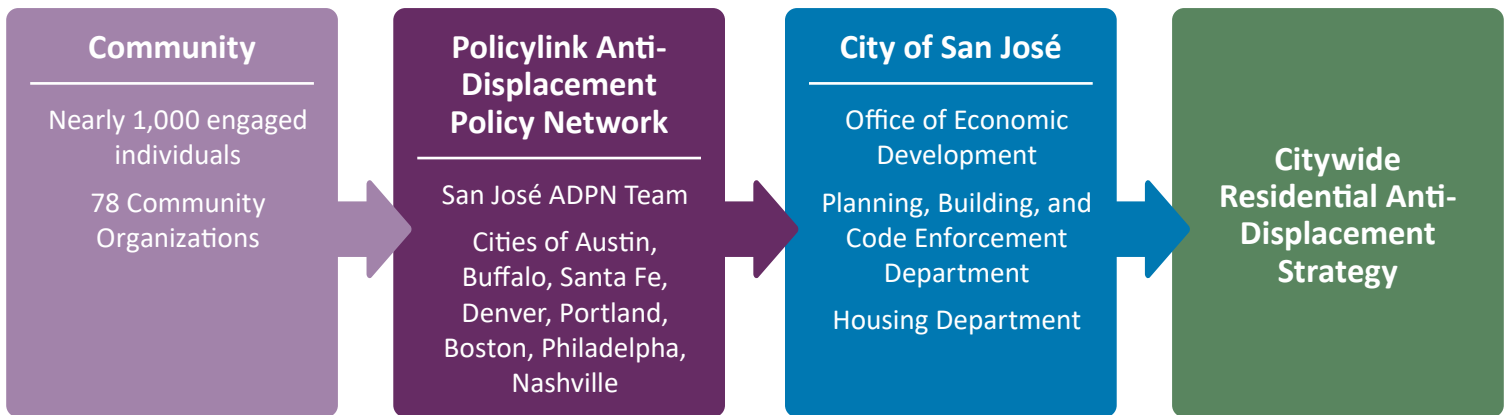 Community
Nearly 1,000 engaged
individuals
78 Community
Organizations
Policylink Anti-
Displacement
Policy Network
San José ADPN Team
Cities of Austin,
Buffalo, Santa Fe,
Denver, Portland,
Boston, Philadelpha,
Nashville
City of San José
Office of Economic
Development
Planning, Building, and
Code Enforcement
Department
Housing Department
Citywide
Residential Anti-
Displacement
Strategy